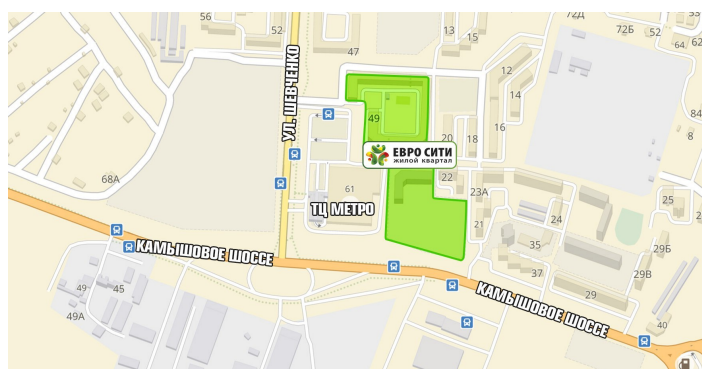 56
52
72Д
72Б
52
53
64
62
13
15
47
12
14
84
УЛ. ШЕВЧЕНКО
49
16
20
18
8
ЕВРО СИТИ
ЖИЛОЙ КВАРТАЛ
68А
61
22
23А
25
ТЦ МЕТРО
24
21
КАМЫШОВОЕ ШОССЕ
35
29Б
37
29В
49
45
КАМЫШОВОЕ ШОССЕ
29
49А
40